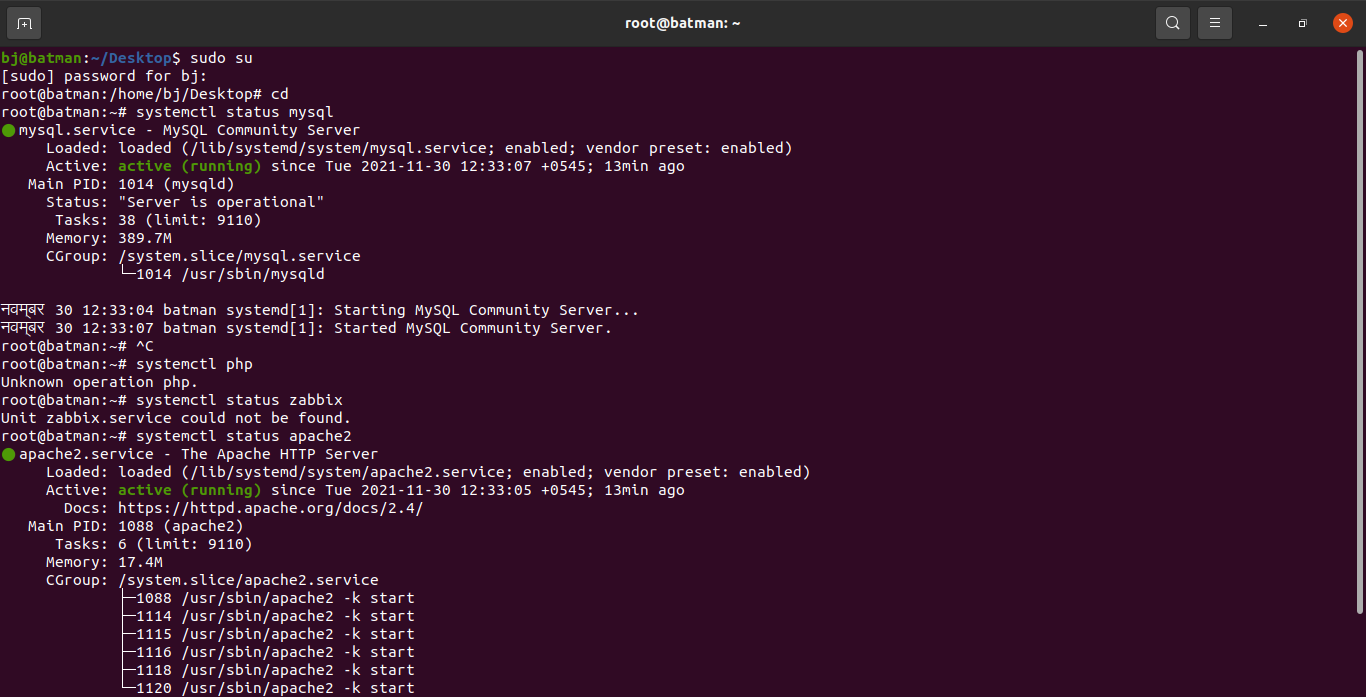 root@batman: ~
bj@batman:~/Desktop$ sudo su
[sudo] password for bj:
root@batman:/home/bj/Desktop# cd
root@batman:~# systemctl status mysql
mysql.service - MySQL Community Server
Loaded: loaded (/lib/systemd/system/mysql.service; enabled; vendor preset: enabled)
Active: active (running) since Tue 2021-11-30 12:33:07 +0545; 13min ago
Main PID: 1014 (mysqld)
Status: "Server is operational"
Tasks: 38 (limit: 9110)
Memory: 389.7M
CGroup: /system.slice/mysql.service
└─1014 /usr/sbin/mysqld
नवम्बर 30 12:33:04 batman systemd[1]: Starting MySQL Community Server...
नवम्बर 30 12:33:07 batman systemd[1]: Started MySQL Community Server.
root@batman:~# ^C
root@batman:~# systemctl php
Unknown operation php.
root@batman:~# systemctl status zabbix
Unit zabbix.service could not be found.
root@batman:~# systemctl status apache2
apache2.service - The Apache HTTP Server
Loaded: loaded (/lib/systemd/system/apache2.service; enabled; vendor preset: enabled)
Active: active (running) since Tue 2021-11-30 12:33:05 +0545; 13min ago
Docs: https://httpd.apache.org/docs/2.4/
Main PID: 1088 (apache2)
Tasks: 6 (limit: 9110)
Memory: 17.4M
CGroup: /system.slice/apache2.service
├─1088 /usr/sbin/apache2 -k start
├─1114 /usr/sbin/apache2 -k start
├─1115 /usr/sbin/apache2 -k start
├─1116 /usr/sbin/apache2 -k start
├─1118 /usr/sbin/apache2 -k start
└─1120 /usr/sbin/apache2 -k start